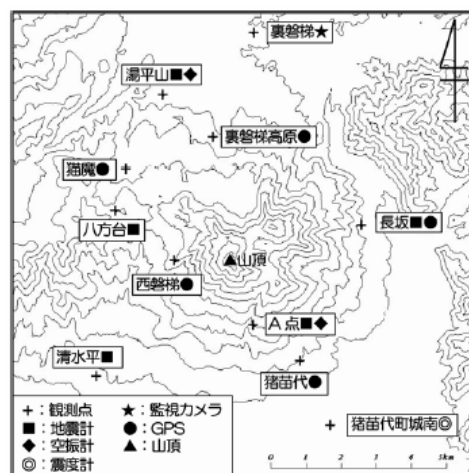 裏磐梯★
湯平山■◆
裏磐梯高原●
猫魔●
八方台■
長坂■●
▲山頂
西磐梯●
A点■◆
清水平■
猪苗代●
猪苗代町城南◎
+：観測点 ★：監視カメラ
■：地震計 ●：GPS
◆：空振計 ▲：山頂
◎：震度計
0 1 2 3 4 5km